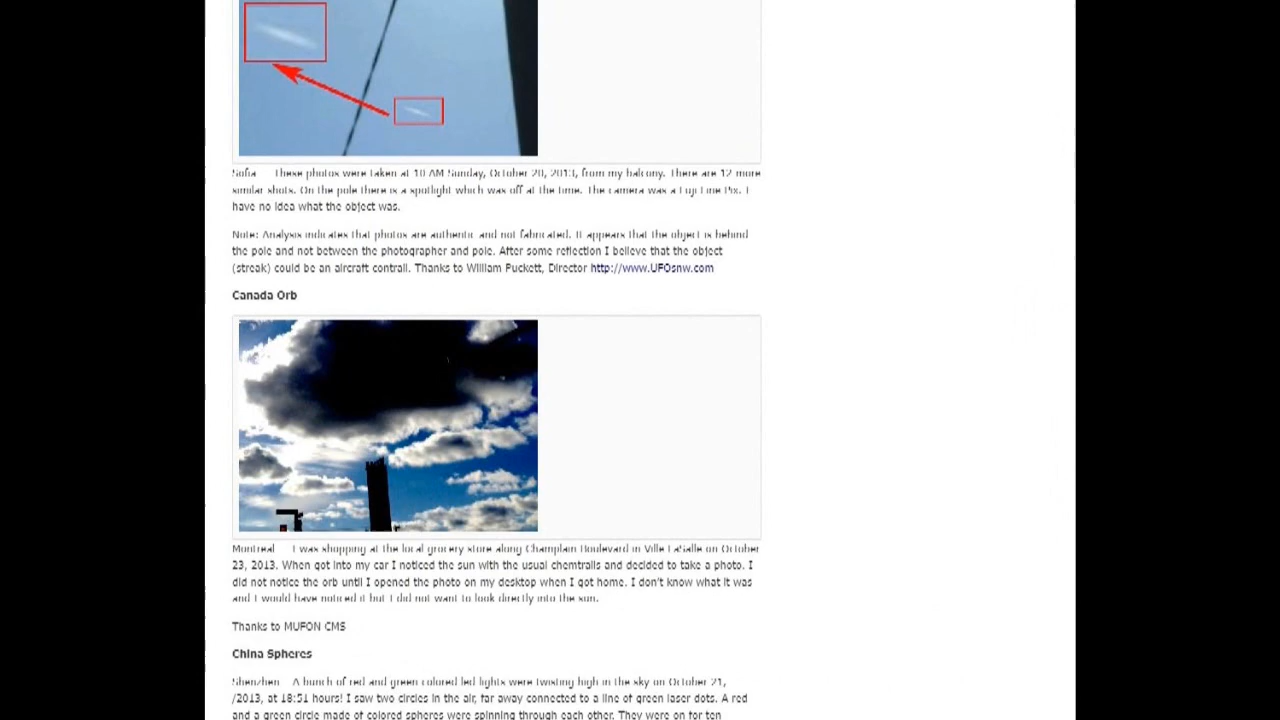 Sofia — These photos were taken at 10 AM Sunday, October 20, 2013, from my balcony. There are 12 more
similar shots. On the pole there is a spotlight which was off at the time. The camera was a Fuji Fine Pix. I
have no idea what the object was.
Note: Analysis indicates that photos are authentic and not fabricated. It appears that the object is behind
the pole and not between the photographer and pole. After some reflection I believe that the object
(streak) could be an aircraft contrail. Thanks to William Puckett, Director http://www.UFOsnw.com
Canada Orb
Montreal — I was shopping at the local grocery store along Champlain Boulevard in Ville LaSalle on October
23, 2013. When got into my car I noticed the sun with the usual chemtrails and decided to take a photo. I
did not notice the orb until I opened the photo on my desktop when I got home. I don't know what it was
and I would have noticed it but I did not want to look directly into the sun.
Thanks to MUFON CMS
China Spheres
Shenzhen — A bunch of red and green colored led lights were twisting high in the sky on October 21,
/2013, at 18:51 hours! I saw two circles in the air, far away connected to a line of green laser dots. A red
and a green circle made of colored spheres were spinning through each other. They were on for ten